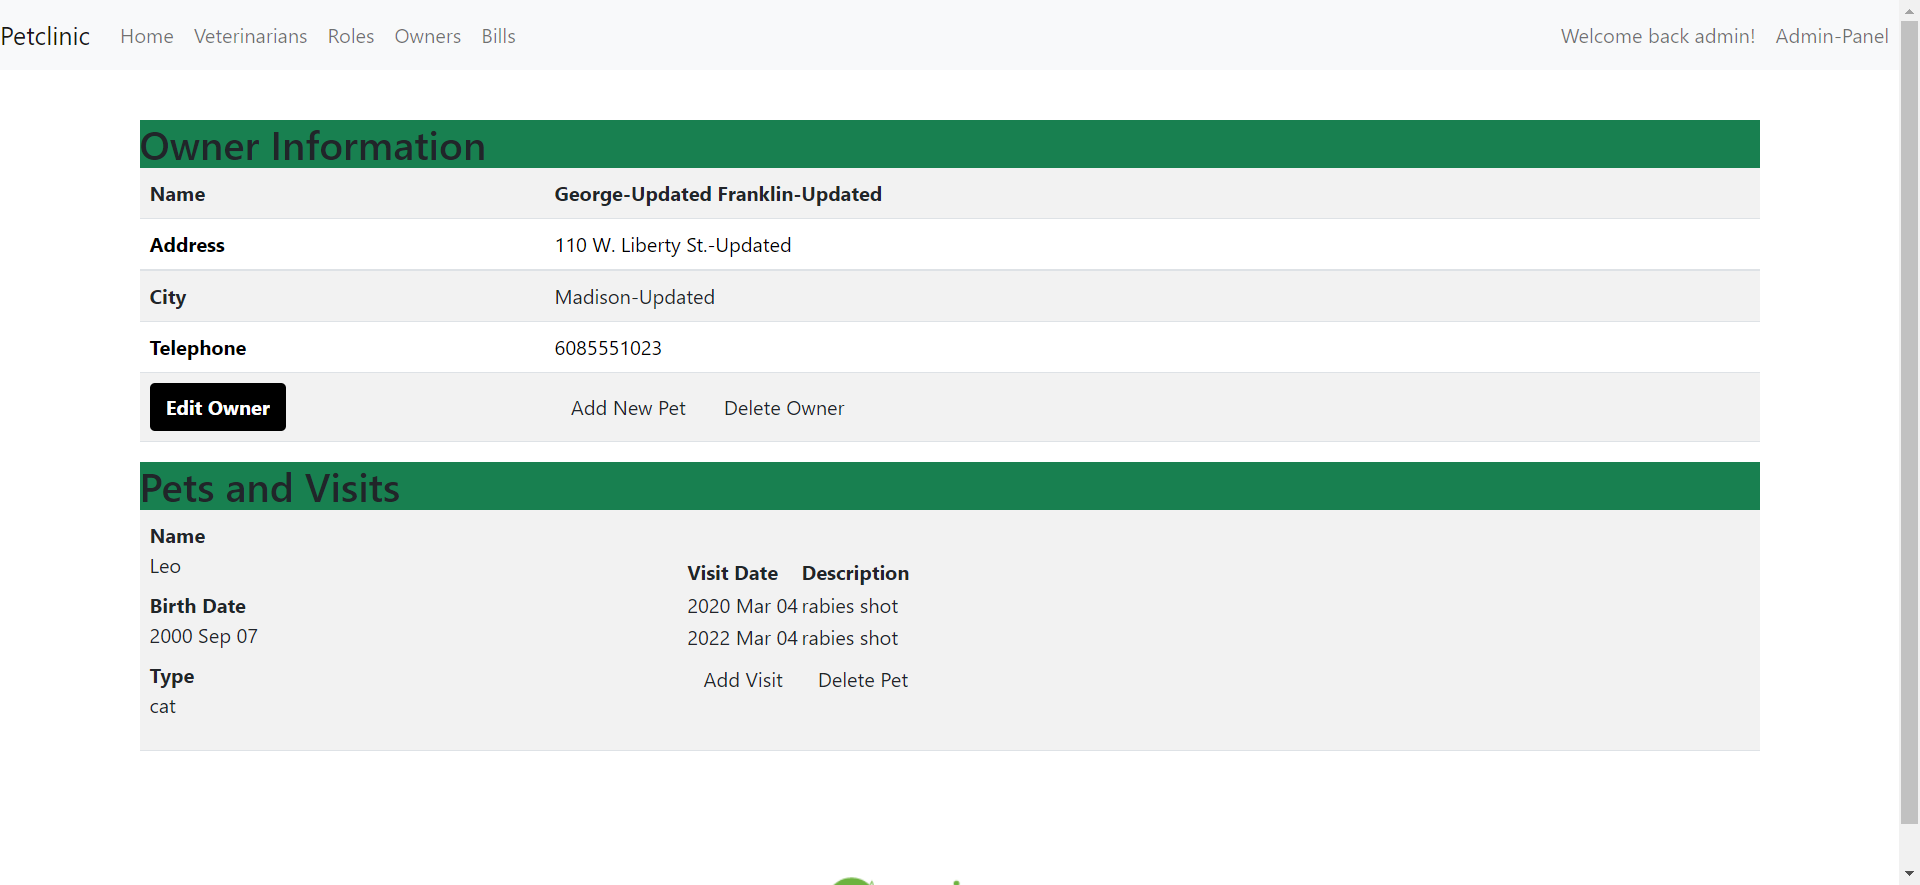 Petclinic Home Veterinarians Roles Owners Bills Welcome back admin! Admin-Panel
Owner Information
Name George-Updated Franklin-Updated
Address 110 W. Liberty St.-Updated
City Madison-Updated
Telephone 6085551023
Edit Owner Add New Pet Delete Owner
Pets and Visits
Name
Leo
Birth Date
2000 Sep 07
Type
cat
Visit Date Description
2020 Mar 04 rabies shot
2022 Mar 04 rabies shot
Add Visit Delete Pet